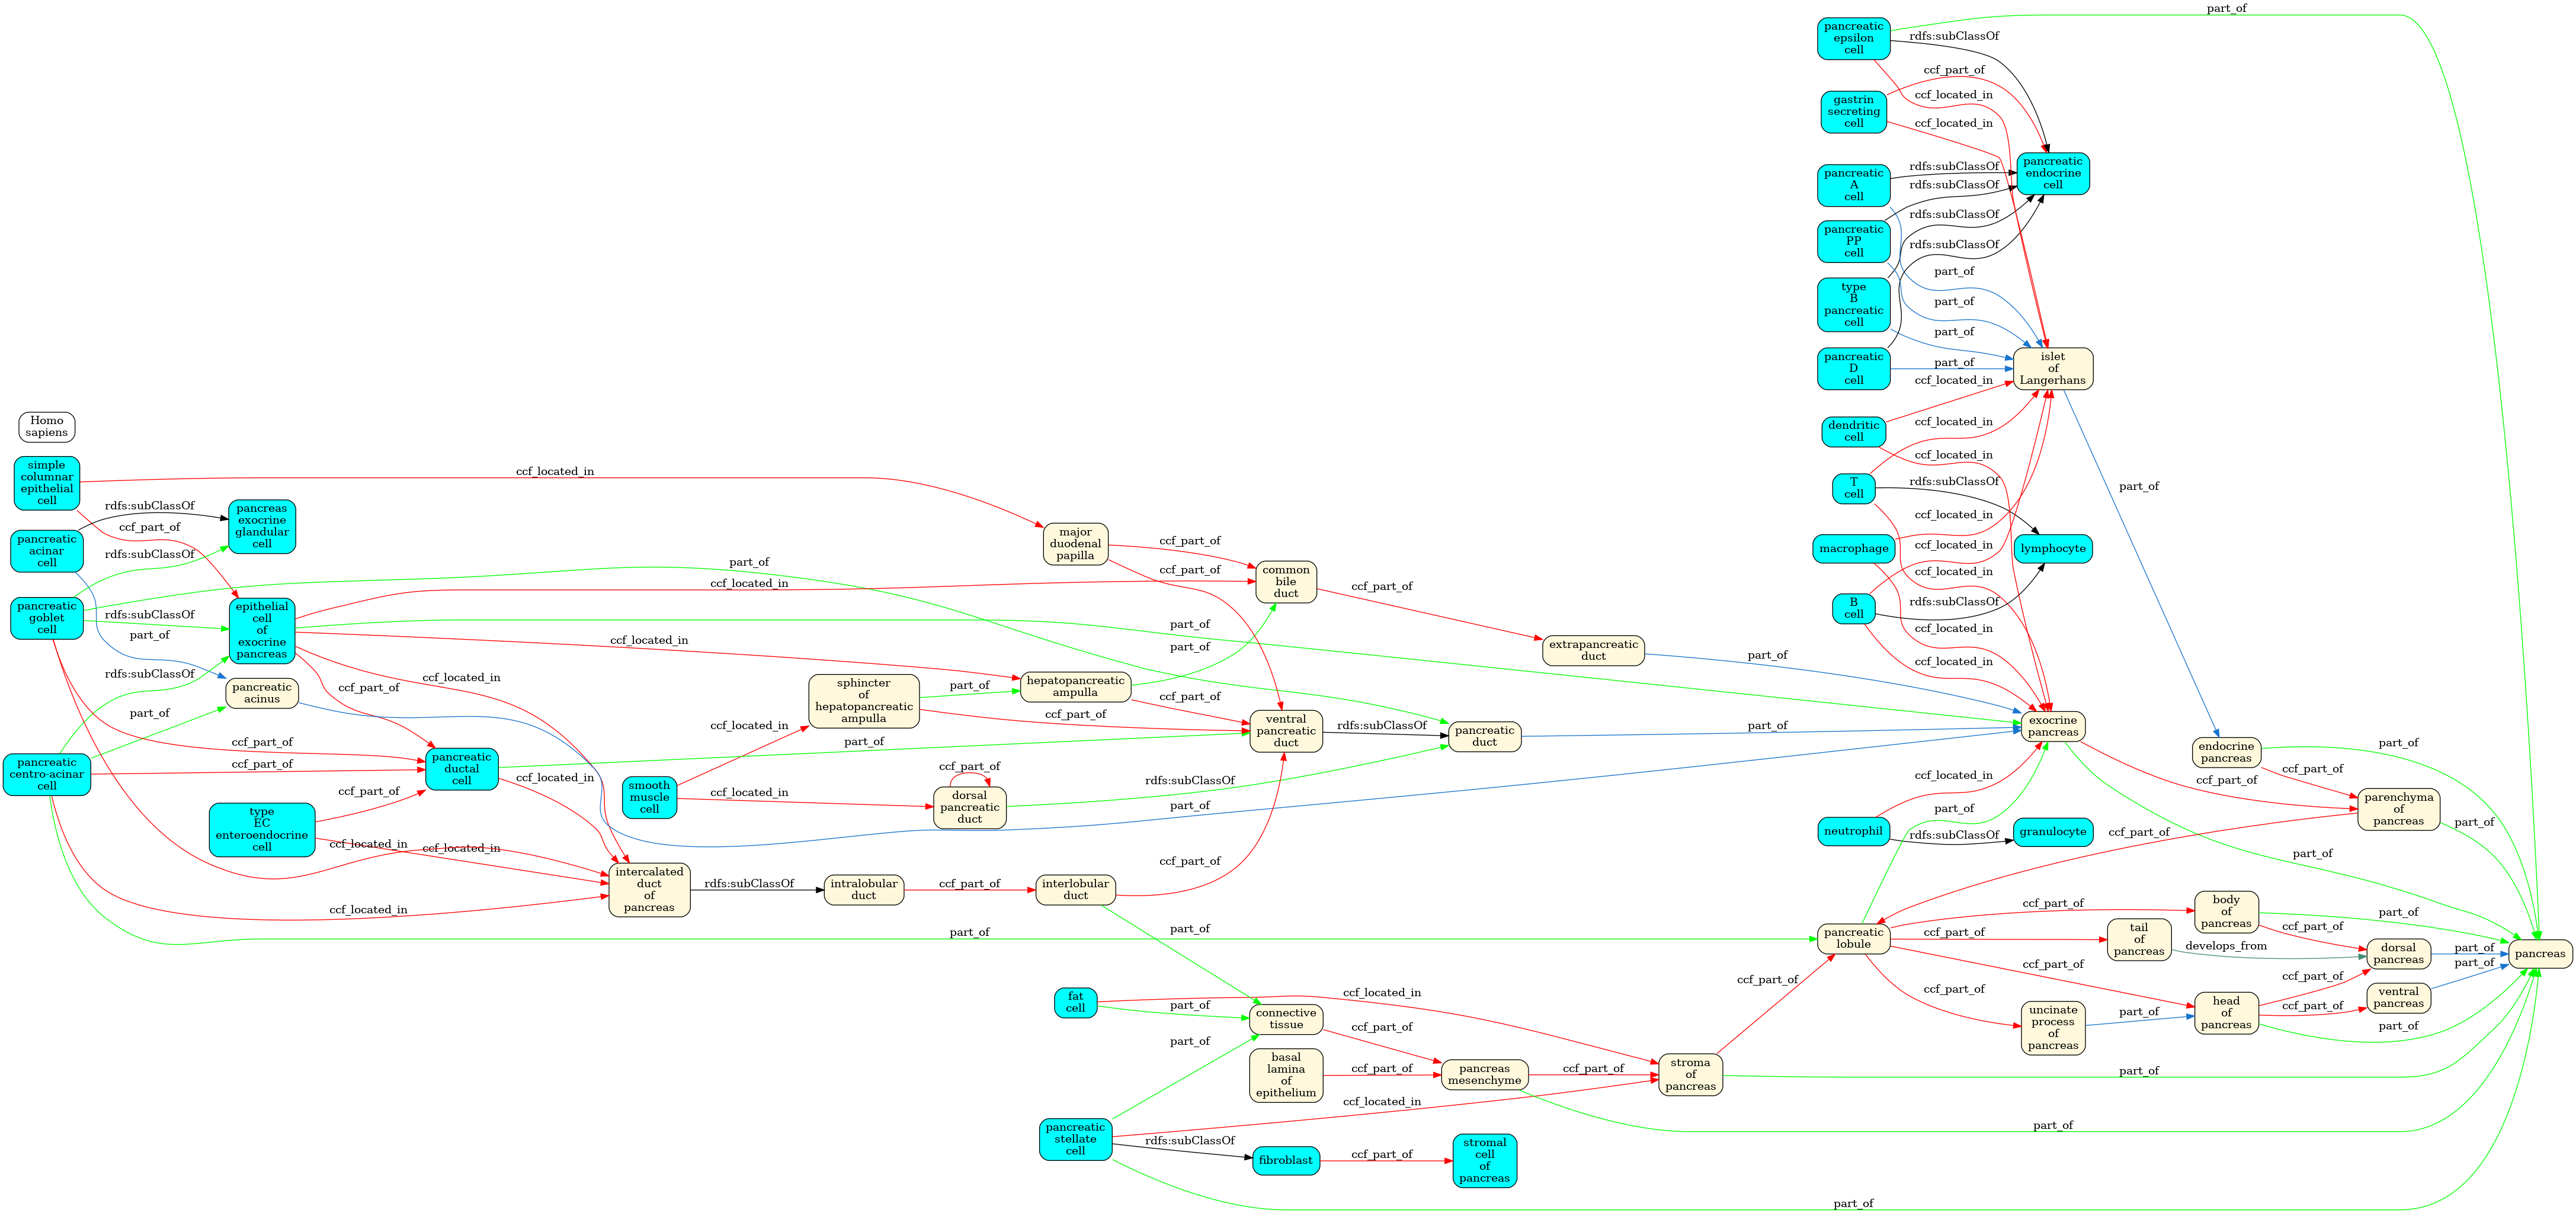 part_of
pancreatic
epsilon
cell
rdfs:subClassOf
ccf_part_of
ccf_located_in
gastrin
secreting
cell
ccf_located_in
pancreatic
endocrine
cell
pancreatic
A
cell
rdfs:subClassOf
rdfs:subClassOf
pancreatic
PP
cell
rdfs:subClassOf
rdfs:subClassOf
part_of
type
B
pancreatic
cell
part_of
part_of
pancreatic
D
cell
part_of
islet
of
Langerhans
ccf_located_in
dendritic
cell
ccf_located_in
ccf_located_in
T
cell
rdfs:subClassOf
part_of
ccf_located_in
macrophage
lymphocyte
ccf_located_in
ccf_located_in
B
cell
rdfs:subClassOf
ccf_located_in
ccf_located_in
Homo
sapiens
simple
columnar
epithelial
cell
ccf_located_in
rdfs:subClassOf
ccf_part_of
pancreas
exocrine
glandular
cell
pancreatic
acinar
cell
rdfs:subClassOf
major
duodenal
papilla
ccf_part_of
ccf_part_of
part_of
ccf_located_in
common
bile
duct
ccf_part_of
pancreatic
goblet
cell
rdfs:subClassOf
part_of
epithelial
cell
of
exocrine
pancreas
part_of
part_of
ccf_located_in
extrapancreatic
duct
part_of
rdfs:subClassOf
ccf_located_in
ccf_part_of
pancreatic
acinus
part_of
sphincter
of
hepatopancreatic
ampulla
part_of
hepatopancreatic
ampulla
ccf_part_of
ccf_part_of
ccf_located_in
ventral
pancreatic
duct
rdfs:subClassOf
pancreatic
duct
part_of
exocrine
pancreas
ccf_part_of
part_of
endocrine
pancreas
part_of
pancreatic
centro-acinar
cell
ccf_part_of
pancreatic
ductal
cell
ccf_located_in
ccf_part_of
smooth
muscle
cell
ccf_located_in
ccf_part_of
dorsal
pancreatic
duct
rdfs:subClassOf
part_of
ccf_located_in
part_of
ccf_part_of
ccf_part_of
parenchyma
of
pancreas
part_of
type
EC
enteroendocrine
cell
ccf_located_in
ccf_located_in
neutrophil
rdfs:subClassOf
granulocyte
ccf_part_of
part_of
intercalated
duct
of
pancreas
rdfs:subClassOf
intralobular
duct
ccf_part_of
interlobular
duct
ccf_part_of
ccf_located_in
part_of
part_of
pancreatic
lobule
ccf_part_of
ccf_part_of
ccf_part_of
ccf_part_of
body
of
pancreas
part_of
ccf_part_of
tail
of
pancreas
develops_from
dorsal
pancreas
part_of
part_of
pancreas
ventral
pancreas
uncinate
process
of
pancreas
part_of
head
of
pancreas
ccf_part_of
ccf_part_of
part_of
fat
cell
ccf_located_in
part_of
connective
tissue
ccf_part_of
ccf_part_of
part_of
basal
lamina
of
epithelium
ccf_part_of
pancreas
mesenchyme
ccf_part_of
stroma
of
pancreas
part_of
ccf_located_in
part_of
pancreatic
stellate
cell
rdfs:subClassOf
fibroblast
ccf_part_of
stromal
cell
of
pancreas
part_of